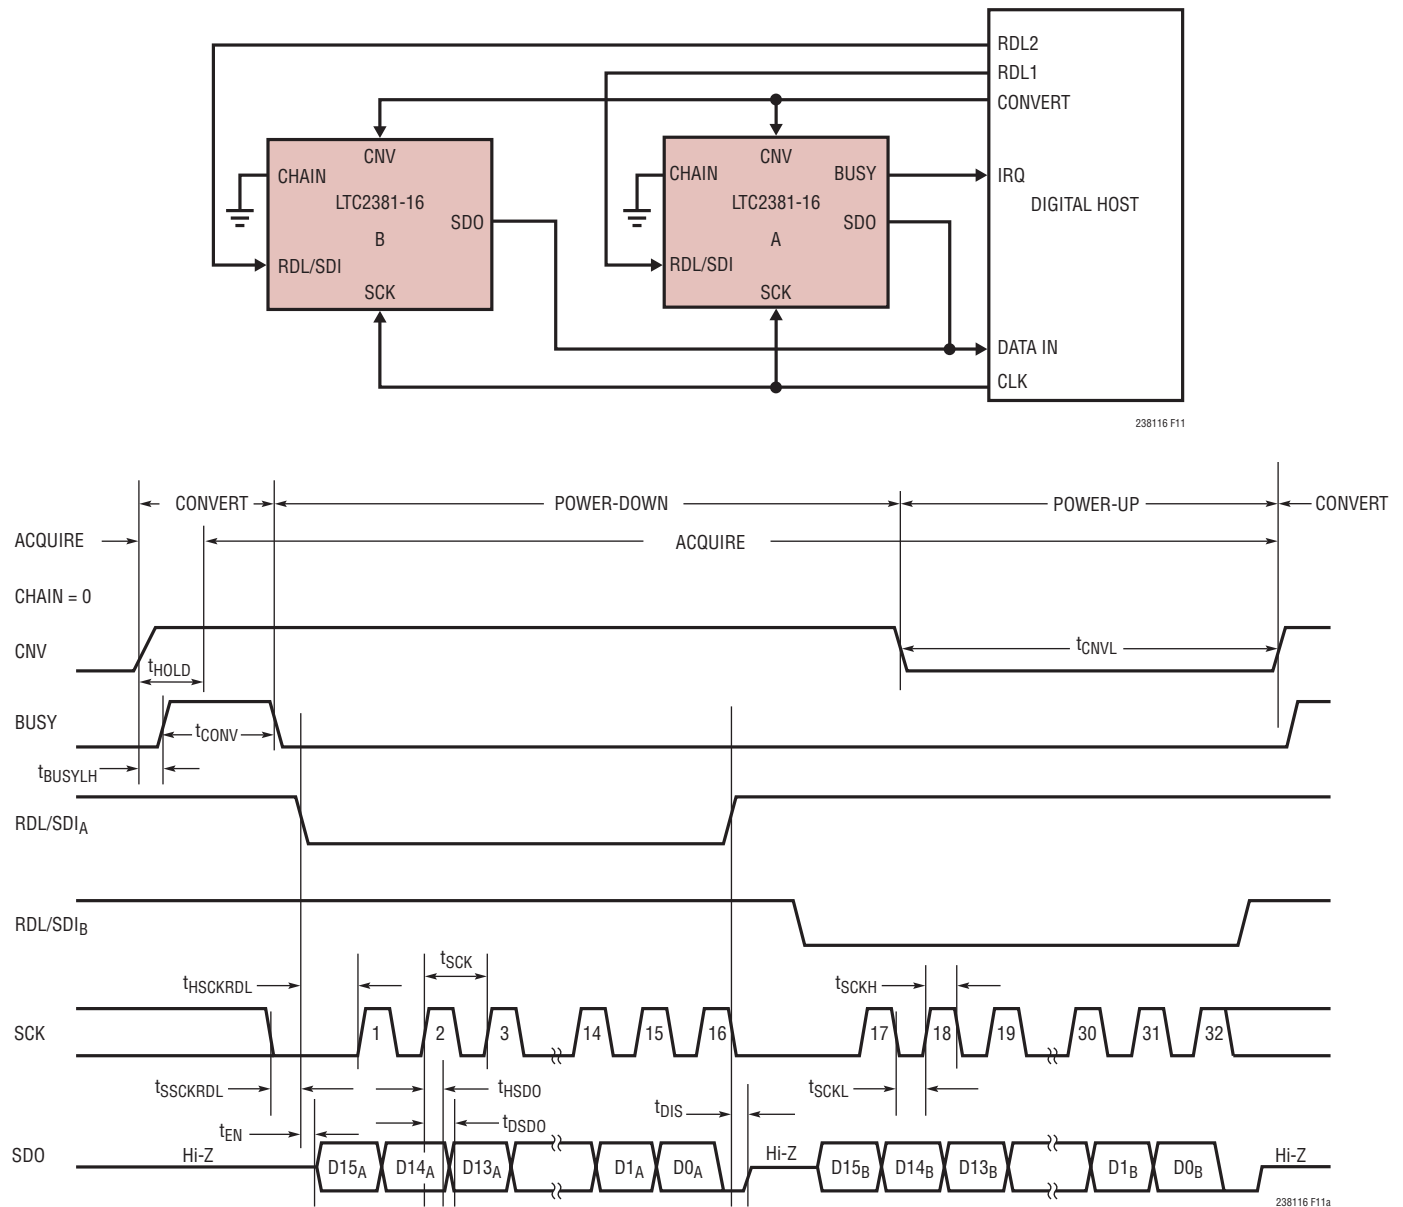 RDL2
RDL1
CONVERT
CNV
CNV
CHAIN
CHAIN
BUSY
IRQ
LTC2381-16
LTC2381-16
DIGITAL HOST
SDO
SDO
B
A
RDL/SDI
RDL/SDI
SCK
SCK
DATA IN
CLK
238116 F11
CONVERT
POWER-DOWN
POWER-UP
CONVERT
ACQUIRE
ACQUIRE
CHAIN = 0
CNV
tCNVL
tHOLD
BUSY
tCONV
tBUSYLH
RDL/SDIA
RDL/SDIB
tSCK
tHSCKRDL
tSCKH
SCK
1 2 3 14 15 16 17 18 19 30 31 32
tSSCKRDL
tHSDO
tSCKL
tDIS
tDSDO
tEN
SDO
Hi-Z
D15A D14A D13A D1A D0A
Hi-Z
D15B D14B D13B D1B D0B
Hi-Z
238116 F11a